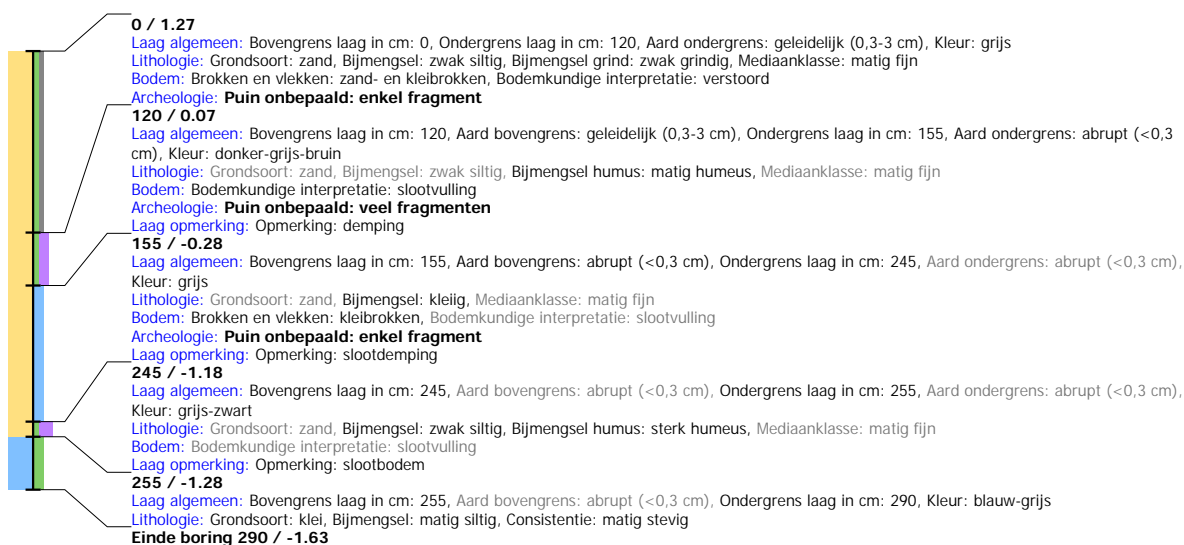 0 / 1.27
Laag algemeen: Bovengrens laag in cm: 0, Ondergrens laag in cm: 120, Aard ondergrens: geleidelijk (0,3-3 cm), Kleur: grijs
Lithologie: Grondsoort: zand, Bijmengsel: zwak siltig, Bijmengsel grind: zwak grindig, Mediaanklasse: matig fijn
Bodem: Brokken en vlekken: zand- en kleibrokken, Bodemkundige interpretatie: verstoord
Archeologie: Puin onbepaald: enkel fragment
120 / 0.07
Laag algemeen: Bovengrens laag in cm: 120, Aard bovengrens: geleidelijk (0,3-3 cm), Ondergrens laag in cm: 155, Aard ondergrens: abrupt (<0,3
cm), Kleur: donker-grijs-bruin
Lithologie: Grondsoort: zand, Bijmengsel: zwak siltig, Bijmengsel humus: matig humeus, Mediaanklasse: matig fijn
Bodem: Bodemkundige interpretatie: slootvulling
Archeologie: Puin onbepaald: veel fragmenten
Laag opmerking: Opmerking: demping
155 / -0.28
Laag algemeen: Bovengrens laag in cm: 155, Aard bovengrens: abrupt (<0,3 cm), Ondergrens laag in cm: 245, Aard ondergrens: abrupt (<0,3 cm),
Kleur: grijs
Lithologie: Grondsoort: zand, Bijmengsel: kleiig, Mediaanklasse: matig fijn
Bodem: Brokken en vlekken: kleibrokken, Bodemkundige interpretatie: slootvulling
Archeologie: Puin onbepaald: enkel fragment
Laag opmerking: Opmerking: slootdemping
245 / -1.18
Laag algemeen: Bovengrens laag in cm: 245, Aard bovengrens: abrupt (<0,3 cm), Ondergrens laag in cm: 255, Aard ondergrens: abrupt (<0,3 cm),
Kleur: grijs-zwart
Lithologie: Grondsoort: zand, Bijmengsel: zwak siltig, Bijmengsel humus: sterk humeus, Mediaanklasse: matig fijn
Bodem: Bodemkundige interpretatie: slootvulling
Laag opmerking: Opmerking: slootbodem
255 / -1.28
Laag algemeen: Bovengrens laag in cm: 255, Aard bovengrens: abrupt (<0,3 cm), Ondergrens laag in cm: 290, Kleur: blauw-grijs
Lithologie: Grondsoort: klei, Bijmengsel: matig siltig, Consistentie: matig stevig
Einde boring 290 / -1.63